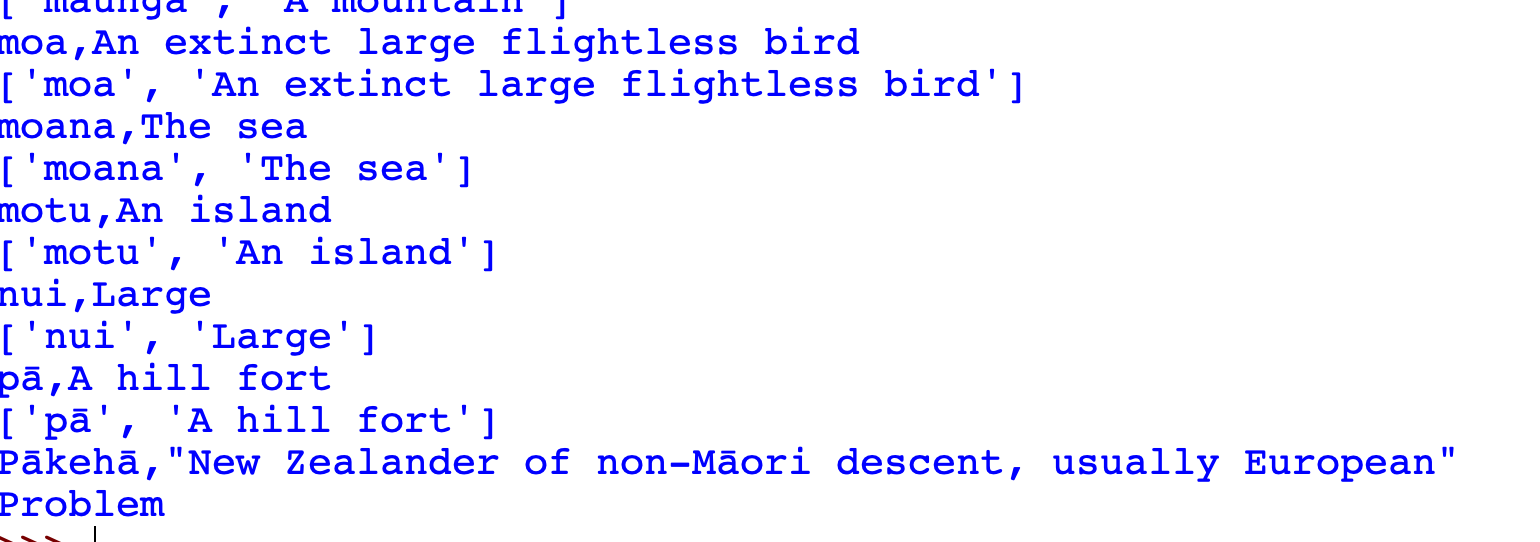 ['maunga', 'A mountain']
moa,An extinct large flightless bird
['moa', 'An extinct large flightless bird']
moana,The sea
['moana', 'The sea']
motu,An island
['motu', 'An island']
nui,Large
['nui', 'Large']
pā,A hill fort
['pā', 'A hill fort']
Pākehā,"New Zealander of non-Māori descent, usually European"
Problem
>>>